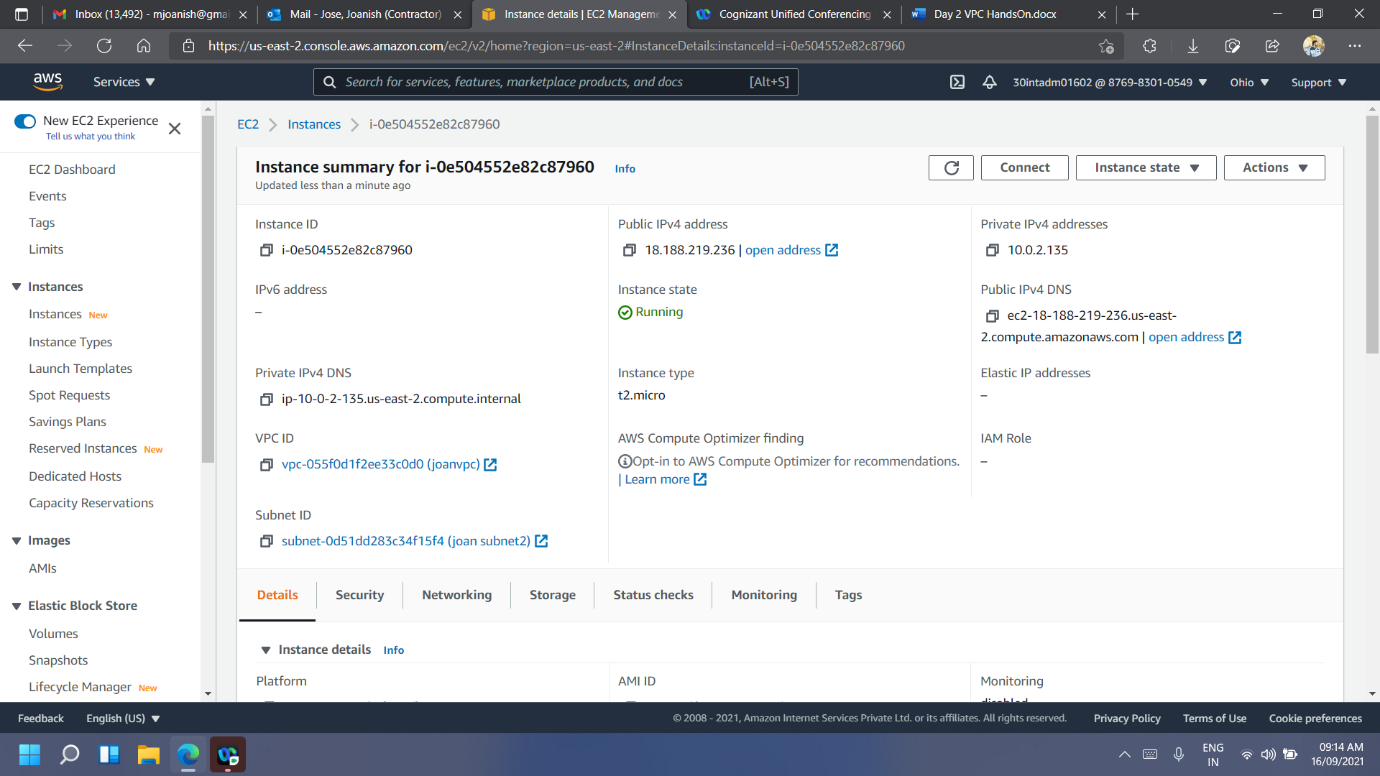 Inbox (13,492) - mjoanish@gmai
Mail - Jose, Joanish (Contractor)
Instance details | EC2 Manageme
Cognizant Unified Conferencing
Day 2 VPC HandsOn.docx
https://us-east-2.console.aws.amazon.com/ec2/v2/home?region=us-east-2#InstanceDetails:instanceId=i-0e504552e82c87960
aws
Services
Search for services, features, marketplace products, and docs
[Alt+S]
30intadm01602 @ 8769-8301-0549
Ohio
Support
New EC2 Experience
Tell us what you think
EC2 Dashboard
Events
Tags
Limits
Instances
Instances New
Instance Types
Launch Templates
Spot Requests
Savings Plans
Reserved Instances New
Dedicated Hosts
Capacity Reservations
Images
AMIs
Elastic Block Store
Volumes
Snapshots
Lifecycle Manager New
EC2 > Instances > i-0e504552e82c87960
Instance summary for i-0e504552e82c87960 Info
Updated less than a minute ago
Connect
Instance state
Actions
Instance ID
i-0e504552e82c87960
Public IPv4 address
18.188.219.236 | open address
Private IPv4 addresses
10.0.2.135
IPv6 address
–
Instance state
Running
Public IPv4 DNS
ec2-18-188-219-236.us-east-
2.compute.amazonaws.com | open address
Private IPv4 DNS
ip-10-0-2-135.us-east-2.compute.internal
Instance type
t2.micro
Elastic IP addresses
–
VPC ID
vpc-055f0d1f2ee33c0d0 (joanvpc)
AWS Compute Optimizer finding
Opt-in to AWS Compute Optimizer for recommendations.
| Learn more
IAM Role
–
Subnet ID
subnet-0d51dd283c34f15f4 (joan subnet2)
Details
Security
Networking
Storage
Status checks
Monitoring
Tags
Instance details Info
Platform
AMI ID
Monitoring
disabled
Feedback
English (US)
© 2008 - 2021, Amazon Internet Services Private Ltd. or its affiliates. All rights reserved.
Privacy Policy
Terms of Use
Cookie preferences
ENG
IN
09:14 AM
16/09/2021